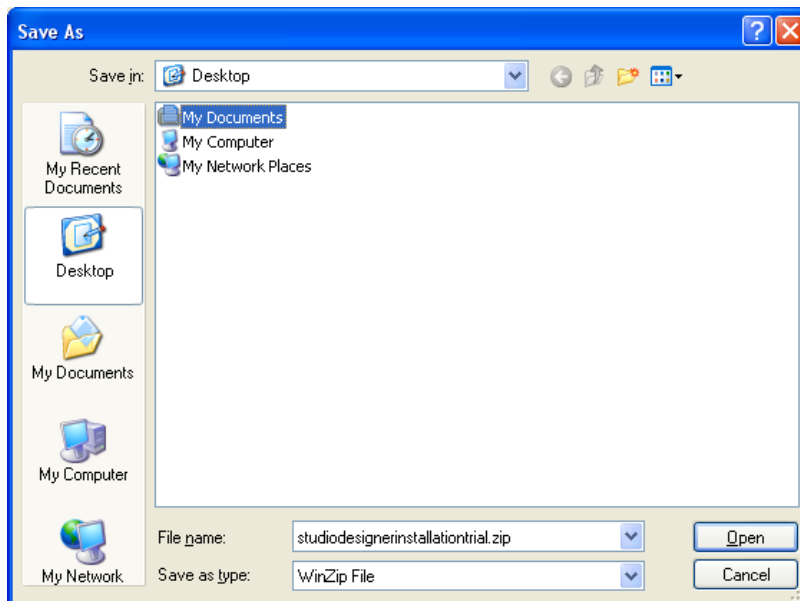 Save As
Save in:
Desktop
My Recent
Documents
Desktop
My Documents
My Computer
My Network
My Documents
My Computer
My Network Places
File name:
studiodesignerinstallationtrial.zip
Open
Save as type:
WinZip File
Cancel